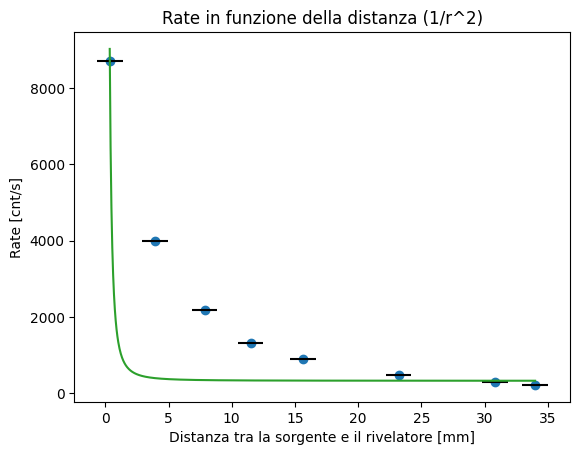 Rate in funzione della distanza (1/r^2)
Rate [cnt/s]
8000
6000
4000
2000
0
0 5 10 15 20 25 30 35
Distanza tra la sorgente e il rivelatore [mm]